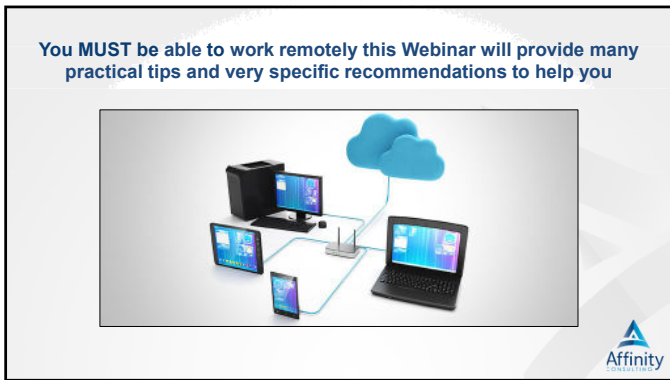 You MUST be able to work remotely this Webinar will provide many
practical tips and very specific recommendations to help you
Affinity
CONSULTING